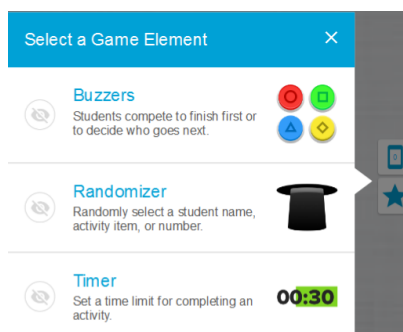 Select a Game Element
Buzzers
Students compete to finish first or
to decide who goes next.
Randomizer
Randomly select a student name,
activity item, or number.
Timer
Set a time limit for completing an
activity.
00:30